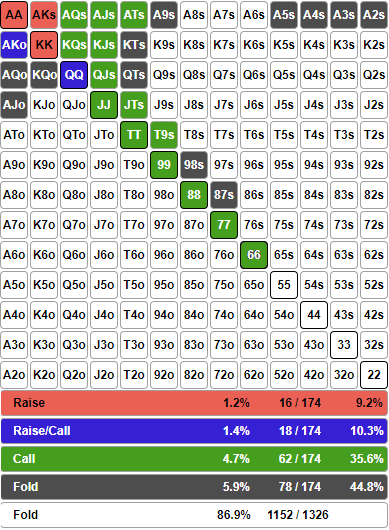 AA AKs AQs AJs ATs A9s A8s A7s A6s A5s A4s A3s A2s
AKo KK KQs KJs KTs K9s K8s K7s K6s K5s K4s K3s K2s
AQo KQo QQ QJs QTs Q9s Q8s Q7s Q6s Q5s Q4s Q3s Q2s
AJo KJo QJo JJ JTs J9s J8s J7s J6s J5s J4s J3s J2s
ATo KTo QTo JTo TT T9s T8s T7s T6s T5s T4s T3s T2s
A9o K9o Q9o J9o T9o 99 98s 97s 96s 95s 94s 93s 92s
A8o K8o Q8o J8o T8o 98o 88 87s 86s 85s 84s 83s 82s
A7o K7o Q7o J7o T7o 97o 87o 77 76s 75s 74s 73s 72s
A6o K6o Q6o J6o T6o 96o 86o 76o 66 65s 64s 63s 62s
A5o K5o Q5o J5o T5o 95o 85o 75o 65o 55 54s 53s 52s
A4o K4o Q4o J4o T4o 94o 84o 74o 64o 54o 44 43s 42s
A3o K3o Q3o J3o T3o 93o 83o 73o 63o 53o 43o 33 32s
A2o K2o Q2o J2o T2o 92o 82o 72o 62o 52o 42o 32o 22
Raise 1.2% 16 / 174 9.2%
Raise/Call 1.4% 18 / 174 10.3%
Call 4.7% 62 / 174 35.6%
Fold 5.9% 78 / 174 44.8%
Fold 86.9% 1152 / 1326